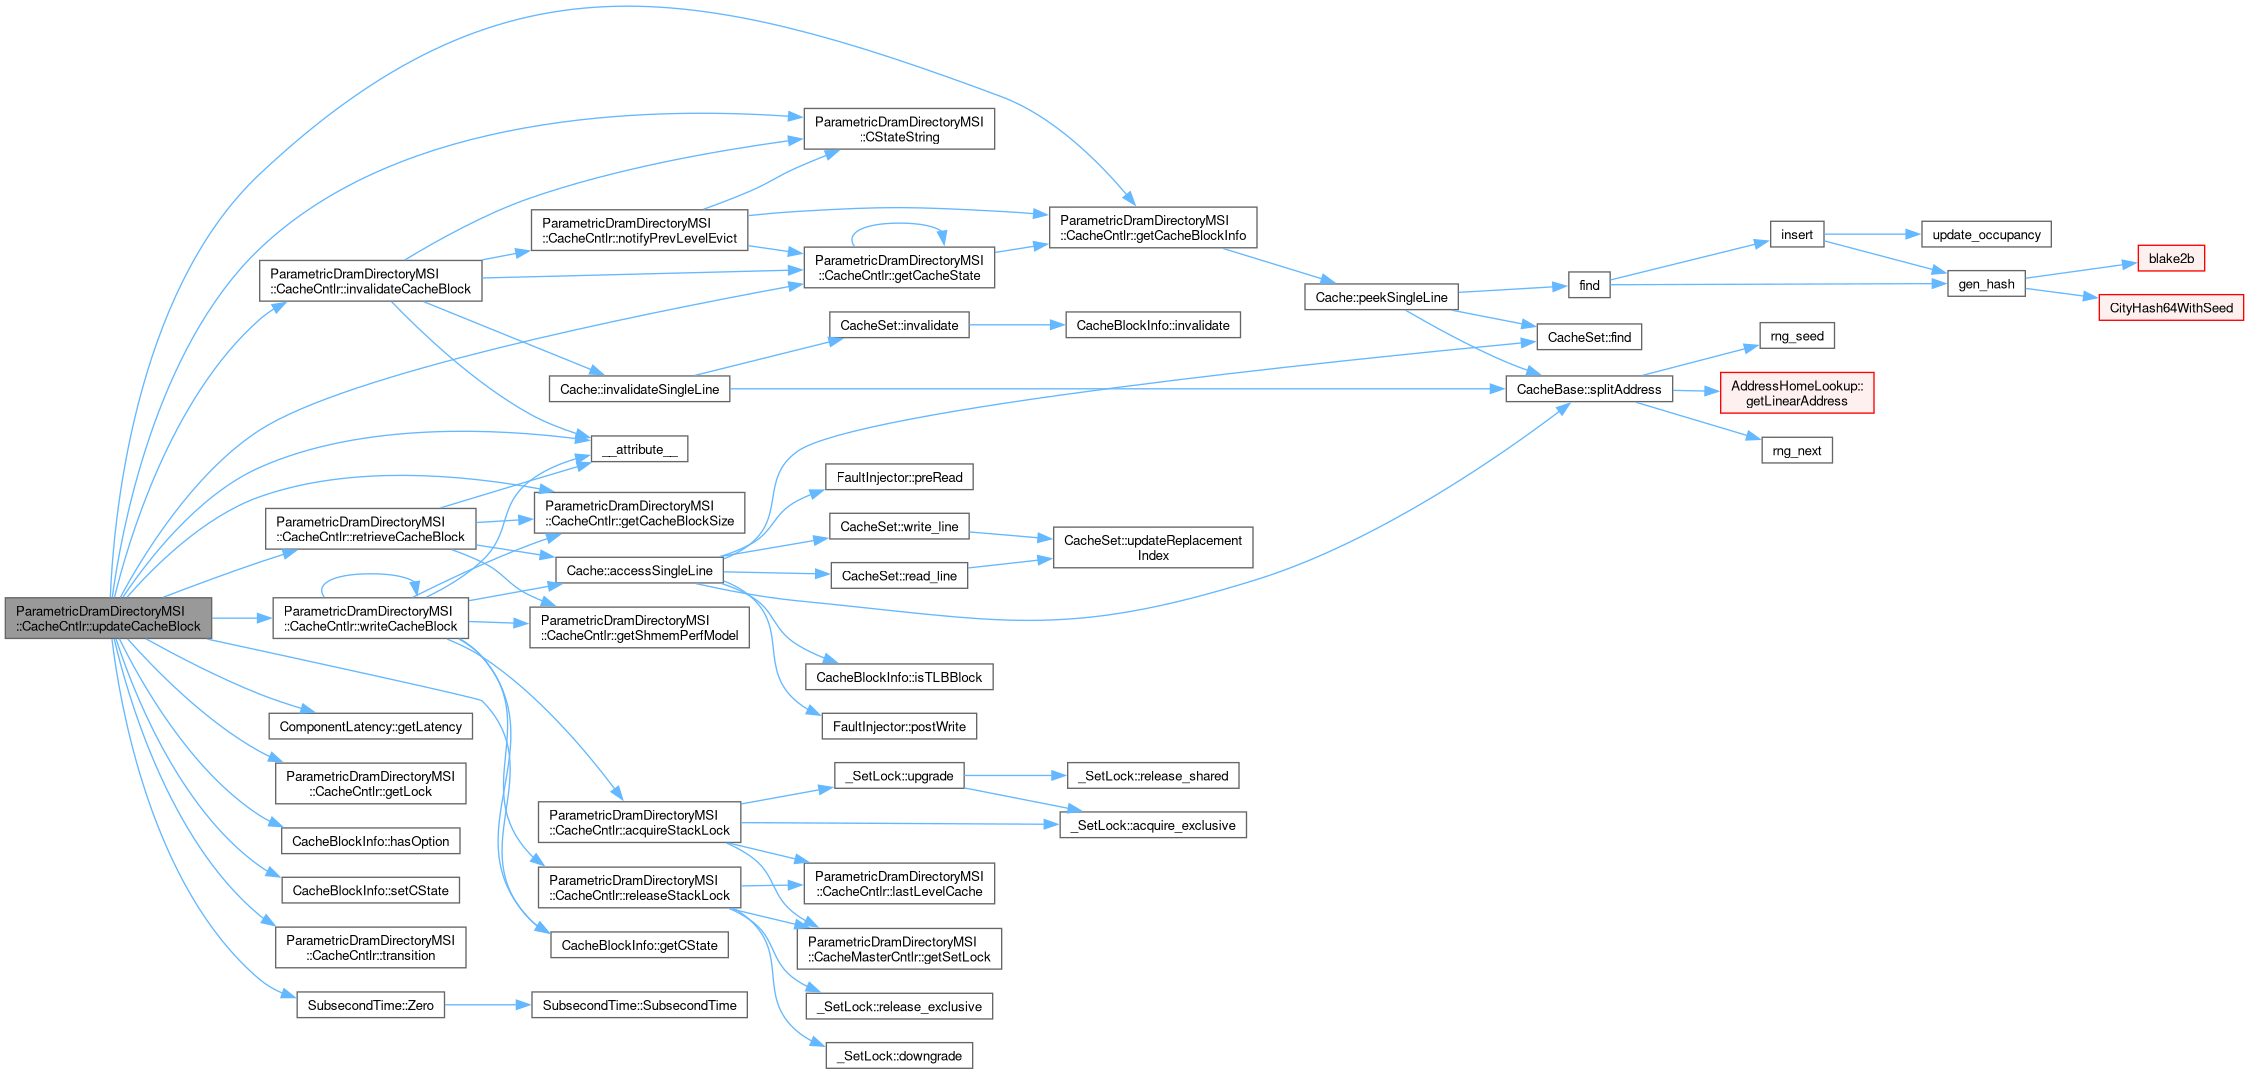 ParametricDramDirectoryMSI
::CacheCntlr::updateCacheBlock
ParametricDramDirectoryMSI
::CacheCntlr::invalidateCacheBlock
ParametricDramDirectoryMSI
::CacheCntlr::retrieveCacheBlock
ParametricDramDirectoryMSI
::CacheCntlr::writeCacheBlock
ComponentLatency::getLatency
ParametricDramDirectoryMSI
::CacheCntlr::getLock
CacheBlockInfo::hasOption
CacheBlockInfo::setCState
ParametricDramDirectoryMSI
::CacheCntlr::transition
SubsecondTime::Zero
ParametricDramDirectoryMSI
::CacheCntlr::notifyPrevLevelEvict
Cache::invalidateSingleLine
__attribute__
ParametricDramDirectoryMSI
::CacheCntlr::getCacheBlockSize
Cache::accessSingleLine
ParametricDramDirectoryMSI
::CacheCntlr::getShmemPerfModel
ParametricDramDirectoryMSI
::CacheCntlr::acquireStackLock
ParametricDramDirectoryMSI
::CacheCntlr::releaseStackLock
CacheBlockInfo::getCState
SubsecondTime::SubsecondTime
ParametricDramDirectoryMSI
::CStateString
ParametricDramDirectoryMSI
::CacheCntlr::getCacheState
CacheSet::invalidate
FaultInjector::preRead
CacheSet::write_line
CacheSet::read_line
CacheBlockInfo::isTLBBlock
FaultInjector::postWrite
_SetLock::upgrade
ParametricDramDirectoryMSI
::CacheCntlr::lastLevelCache
ParametricDramDirectoryMSI
::CacheMasterCntlr::getSetLock
_SetLock::release_exclusive
_SetLock::downgrade
ParametricDramDirectoryMSI
::CacheCntlr::getCacheBlockInfo
CacheBlockInfo::invalidate
CacheSet::updateReplacement
Index
_SetLock::release_shared
_SetLock::acquire_exclusive
Cache::peekSingleLine
find
CacheSet::find
CacheBase::splitAddress
insert
rng_seed
AddressHomeLookup::
getLinearAddress
rng_next
update_occupancy
gen_hash
blake2b
CityHash64WithSeed